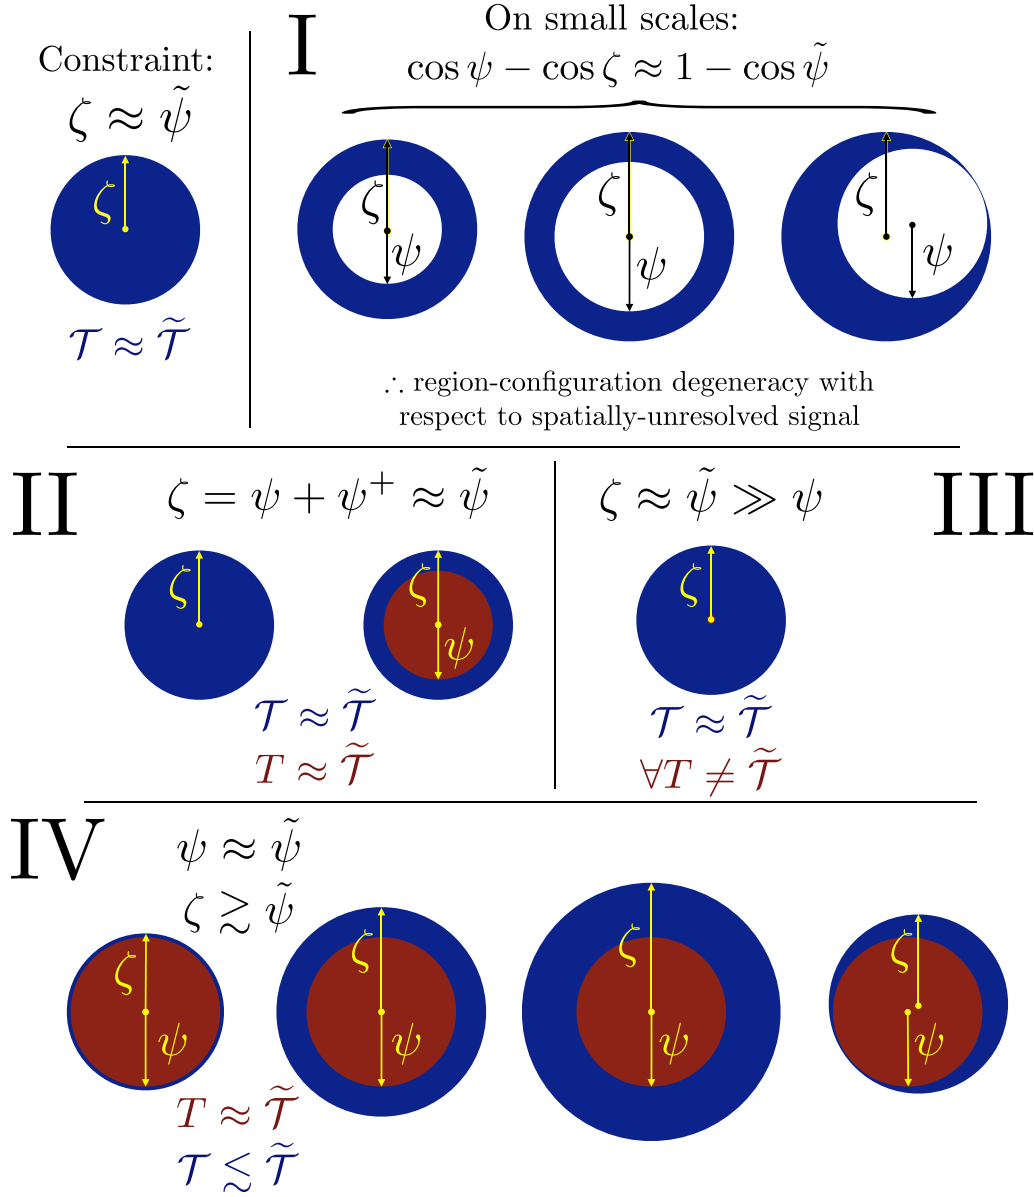 Constraint:
ζ ≈ ψ̃
ζ
𝒯 ≈ 𝒯̃
I
On small scales:
cos ψ − cos ζ ≈ 1 − cos ψ̃
ζ ψ
ζ ψ
ζ ψ
∴ region-configuration degeneracy with
respect to spatially-unresolved signal
II
ζ = ψ + ψ⁺ ≈ ψ̃
ζ
ζ ψ
𝒯 ≈ 𝒯̃
T ≈ 𝒯̃
III
ζ ≈ ψ̃ ≫ ψ
ζ
𝒯 ≈ 𝒯̃
∀T ≠ 𝒯̃
IV
ψ ≈ ψ̃
ζ ⪆ ψ̃
ζ ψ
ζ ψ
ζ ψ
ζ ψ
T ≈ 𝒯̃
𝒯 ⪅ 𝒯̃